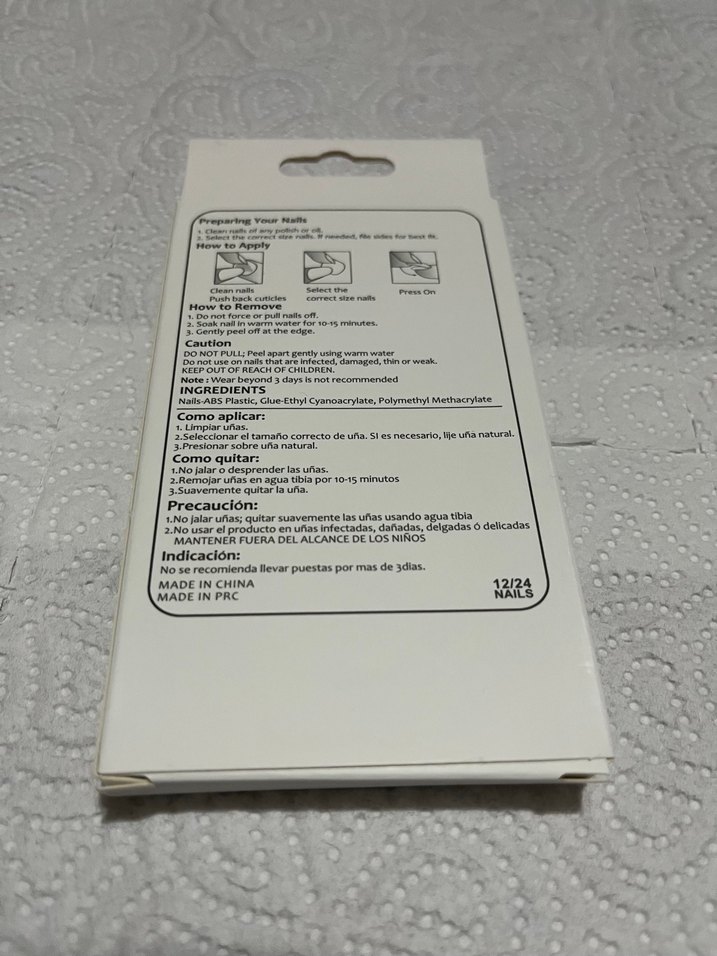 Preparing Your Nails
1. Clean nails of any polish or oil.
2. Select the correct size nails. If needed, file sides for best fit.
How to Apply
Clean nails
Push back cuticles
Select the
correct size nails
Press On
How to Remove
1. Do not force or pull nails off.
2. Soak nail in warm water for 10-15 minutes.
3. Gently peel off at the edge.
Caution
DO NOT PULL; Peel apart gently using warm water
Do not use on nails that are infected, damaged, thin or weak.
KEEP OUT OF REACH OF CHILDREN.
Note : Wear beyond 3 days is not recommended
INGREDIENTS
Nails-ABS Plastic, Glue-Ethyl Cyanoacrylate, Polymethyl Methacrylate
Como aplicar:
1. Limpiar uñas.
2.Seleccionar el tamaño correcto de uña. SI es necesario, lije uña natural.
3.Presionar sobre uña natural.
Como quitar:
1.No jalar o desprender las uñas.
2.Remojar uñas en agua tibia por 10-15 minutos
3.Suavemente quitar la uña.
Precaución:
1.No jalar uñas; quitar suavemente las uñas usando agua tibia
2.No usar el producto en uñas infectadas, dañadas, delgadas ó delicadas
MANTENER FUERA DEL ALCANCE DE LOS NIÑOS
Indicación:
No se recomienda llevar puestas por mas de 3dias.
MADE IN CHINA
MADE IN PRC
12/24
NAILS